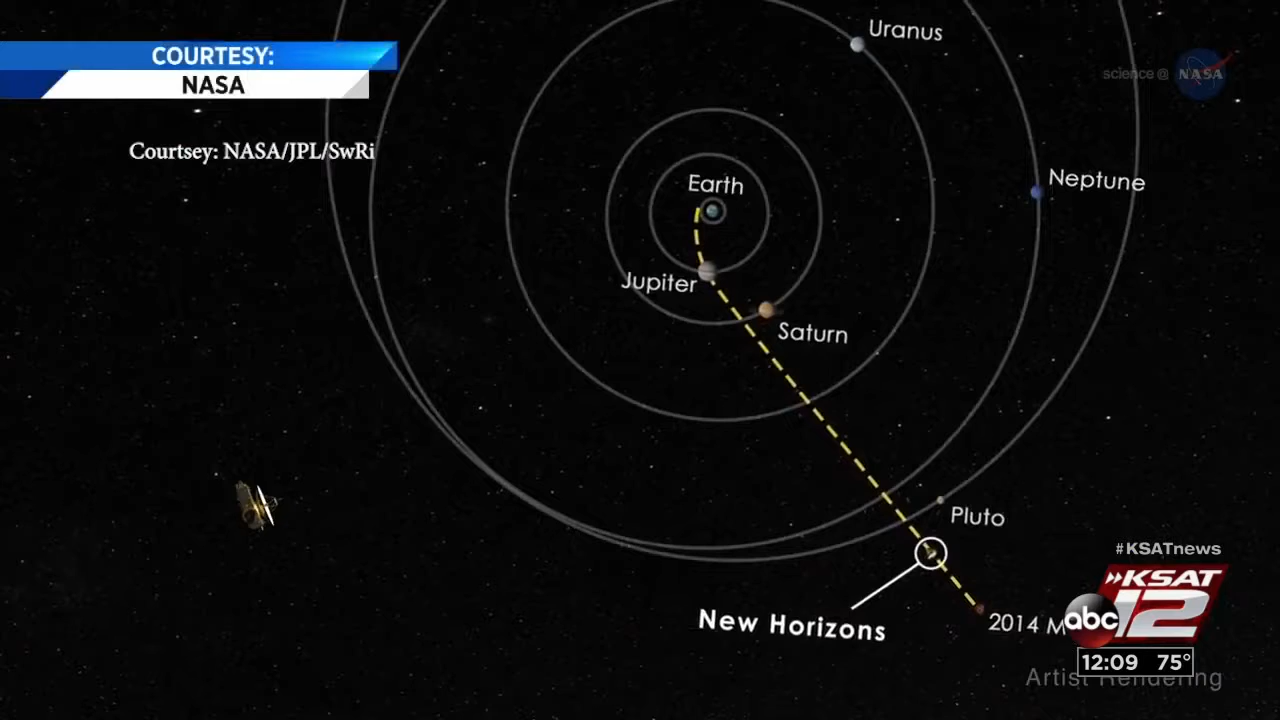 COURTESY:
NASA
Courtsey: NASA/JPL/SwRi
Uranus
science@ NASA
Neptune
Earth
Jupiter
Saturn
Pluto
New Horizons
2014 M
#KSATnews
KSAT
abc 12
12:09 75°
Artist Rendering